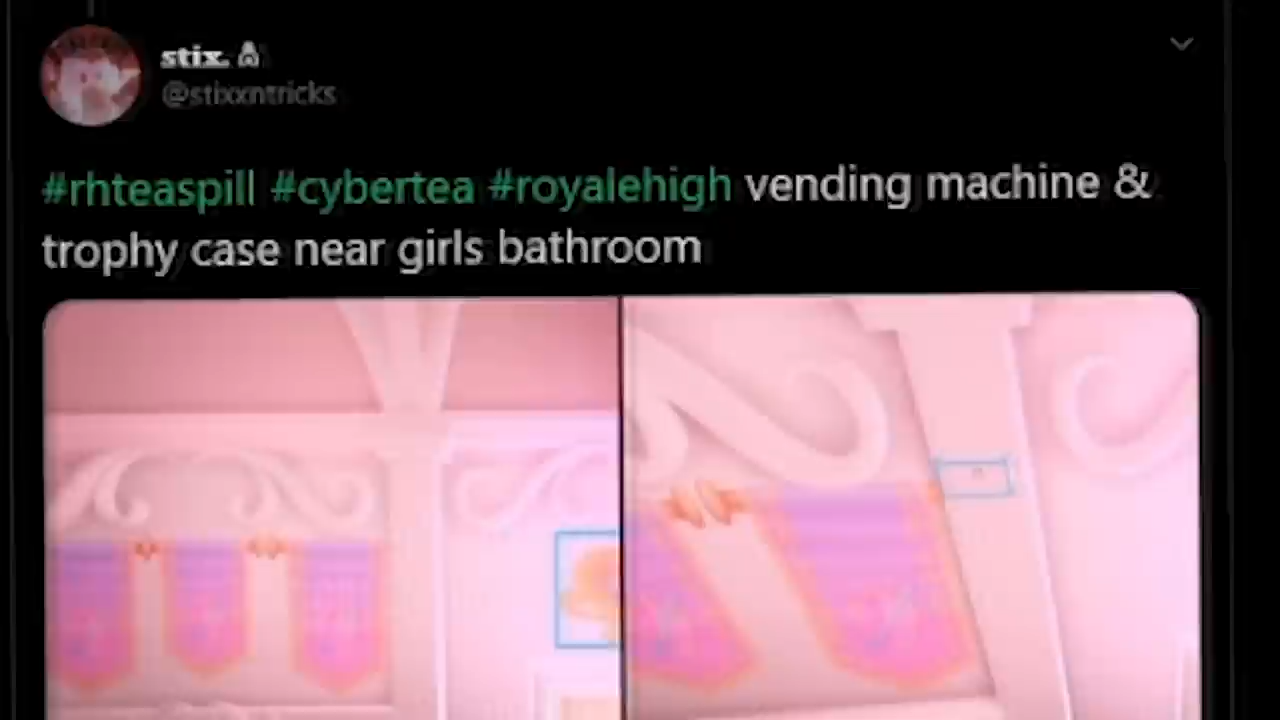 stix.
@stixxntricks
#rhteaspill #cybertea #royalehigh vending machine &
trophy case near girls bathroom